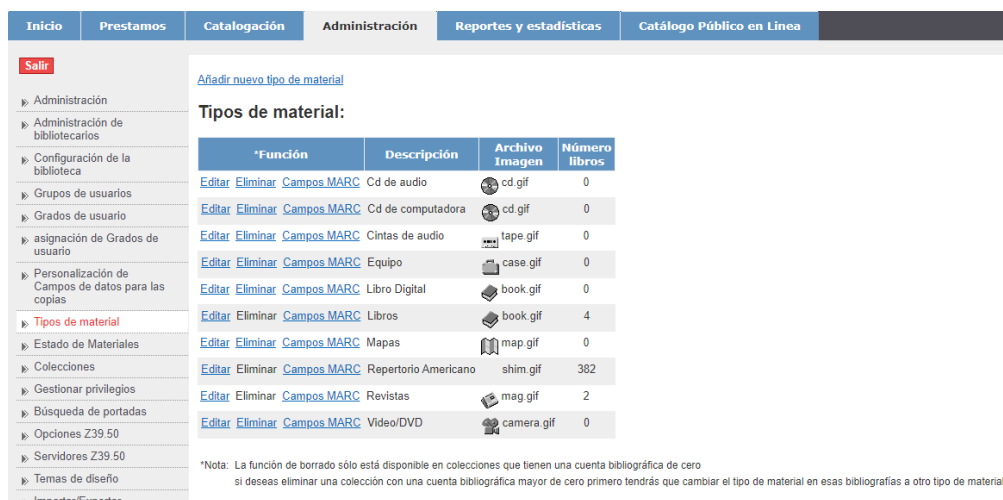 Inicio Prestamos Catalogación Administración Reportes y estadísticas Catálogo Público en Linea
Salir
Administración
Administración de
bibliotecarios
Configuración de la
biblioteca
Grupos de usuarios
Grados de usuario
asignación de Grados de
usuario
Personalización de
Campos de datos para las
copias
Tipos de material
Estado de Materiales
Colecciones
Gestionar privilegios
Búsqueda de portadas
Opciones Z39.50
Servidores Z39.50
Temas de diseño
Importar/Exportar
Añadir nuevo tipo de material
Tipos de material:
*Función Descripción Archivo Imagen Número libros
Editar Eliminar Campos MARC Cd de audio cd.gif 0
Editar Eliminar Campos MARC Cd de computadora cd.gif 0
Editar Eliminar Campos MARC Cintas de audio tape.gif 0
Editar Eliminar Campos MARC Equipo case.gif 0
Editar Eliminar Campos MARC Libro Digital book.gif 0
Editar Eliminar Campos MARC Libros book.gif 4
Editar Eliminar Campos MARC Mapas map.gif 0
Editar Eliminar Campos MARC Repertorio Americano shim.gif 382
Editar Eliminar Campos MARC Revistas mag.gif 2
Editar Eliminar Campos MARC Video/DVD camera.gif 0
*Nota: La función de borrado sólo está disponible en colecciones que tienen una cuenta bibliográfica de cero
si deseas eliminar una colección con una cuenta bibliográfica mayor de cero primero tendrás que cambiar el tipo de material en esas bibliografías a otro tipo de material